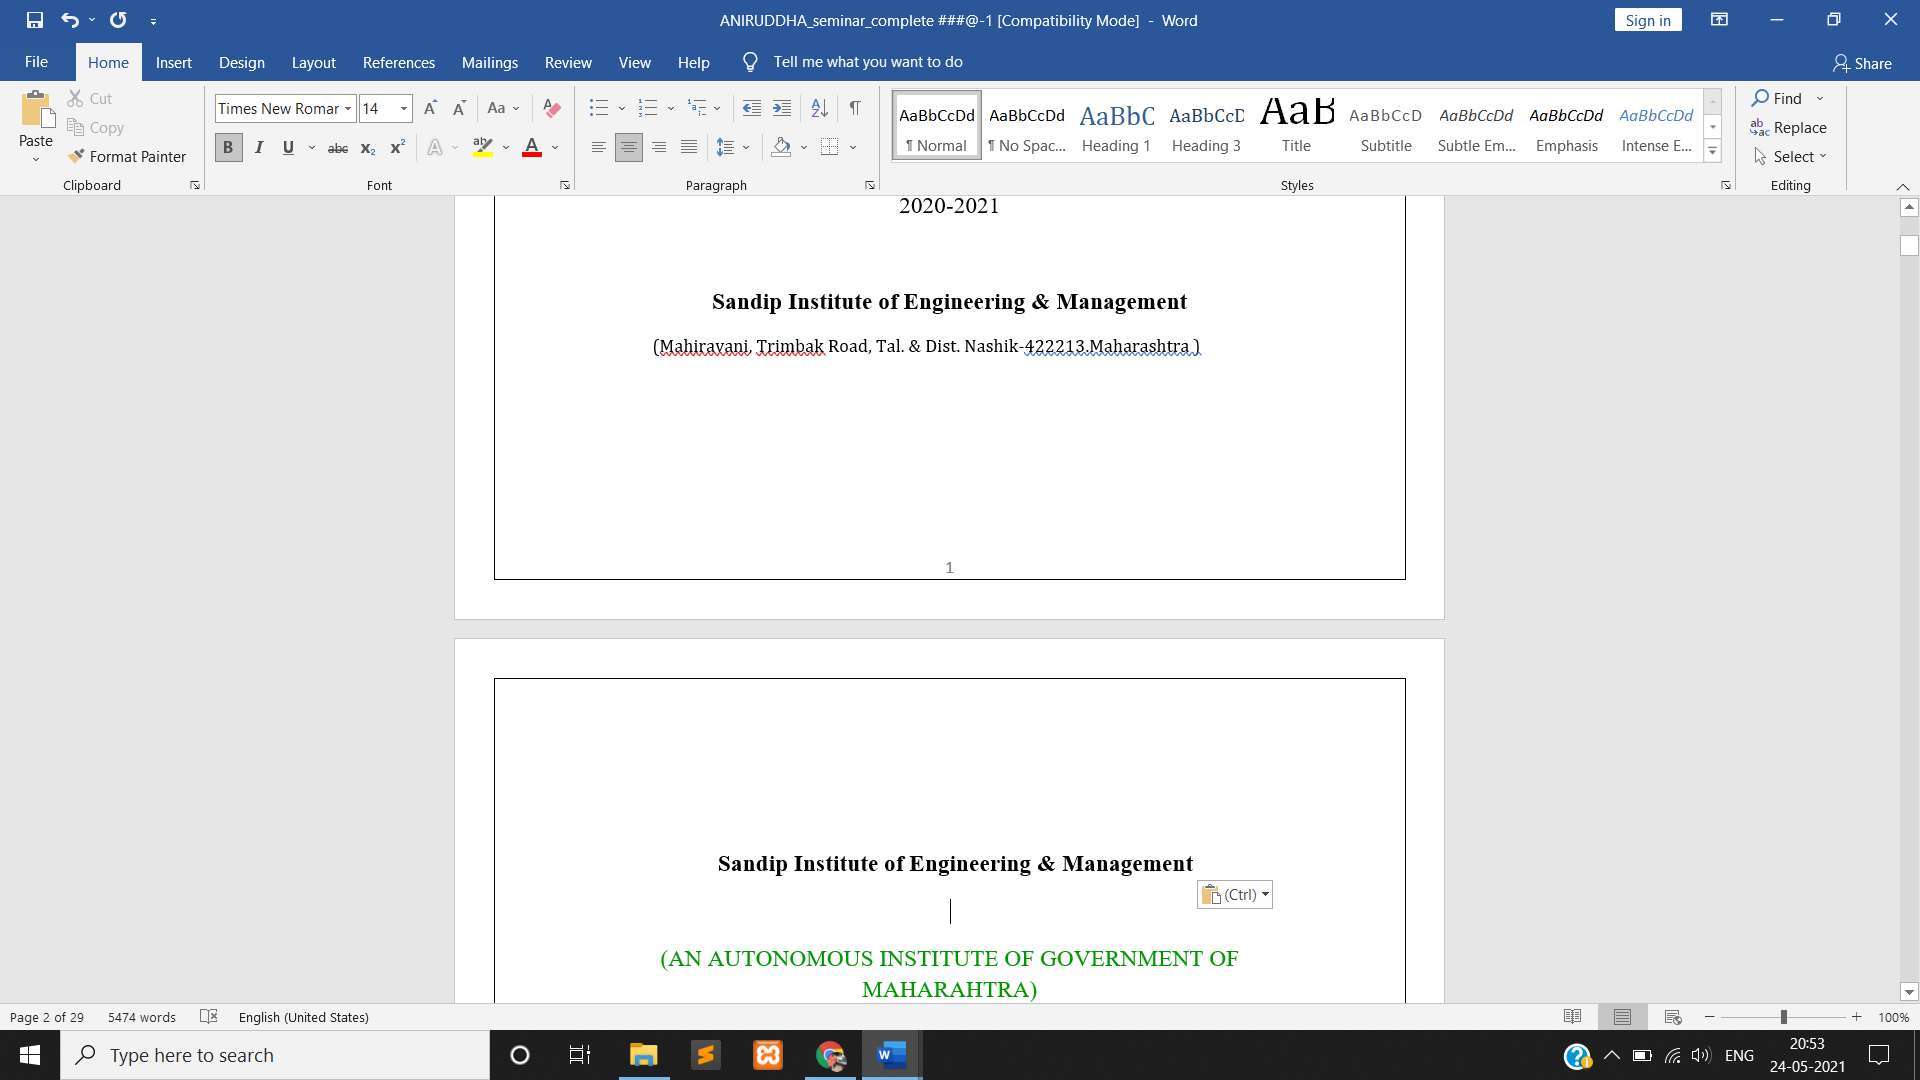 ANIRUDDHA_seminar_complete ###@-1 [Compatibility Mode] - Word
Sign in
File Home Insert Design Layout References Mailings Review View Help Tell me what you want to do Share
Paste
Cut
Copy
Format Painter
Clipboard
Times New Romar 14 Aa
B I U abc x₂ x² A ab A
Font
Paragraph
AaBbCcDd AaBbCcDd AaBbC AaBbCcD AaB AaBbCcD AaBbCcDd AaBbCcDd AaBbCcDd
¶ Normal ¶ No Spac... Heading 1 Heading 3 Title Subtitle Subtle Em... Emphasis Intense E...
Styles
Find
Replace
Select
Editing
2020-2021
Sandip Institute of Engineering & Management
(Mahiravani, Trimbak Road, Tal. & Dist. Nashik-422213.Maharashtra )
1
Sandip Institute of Engineering & Management
(Ctrl)
(AN AUTONOMOUS INSTITUTE OF GOVERNMENT OF
MAHARAHTRA)
Page 2 of 29 5474 words English (United States) 100%
Type here to search
ENG
20:53
24-05-2021